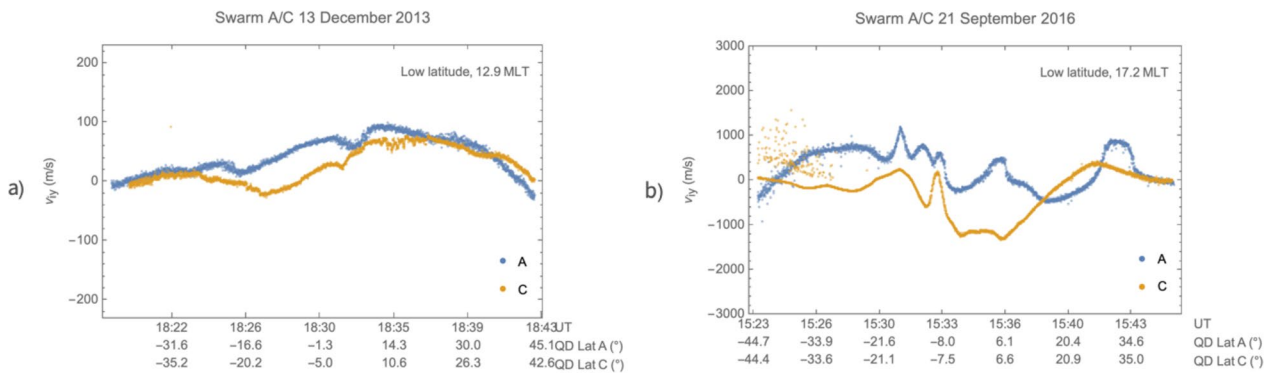 Swarm A/C 13 December 2013
a)
v_iy (m/s)
200
100
0
−100
−200
Low latitude, 12.9 MLT
A
C
18:22 18:26 18:30 18:35 18:39 18:43 UT
−31.6 −16.6 −1.3 14.3 30.0 45.1 QD Lat A (°)
−35.2 −20.2 −5.0 10.6 26.3 42.6 QD Lat C (°)
Swarm A/C 21 September 2016
b)
v_iy (m/s)
3000
2000
1000
0
−1000
−2000
−3000
Low latitude, 17.2 MLT
A
C
15:23 15:26 15:30 15:33 15:36 15:40 15:43 UT
−44.7 −33.9 −21.6 −8.0 6.1 20.4 34.6 QD Lat A (°)
−44.4 −33.6 −21.1 −7.5 6.6 20.9 35.0 QD Lat C (°)